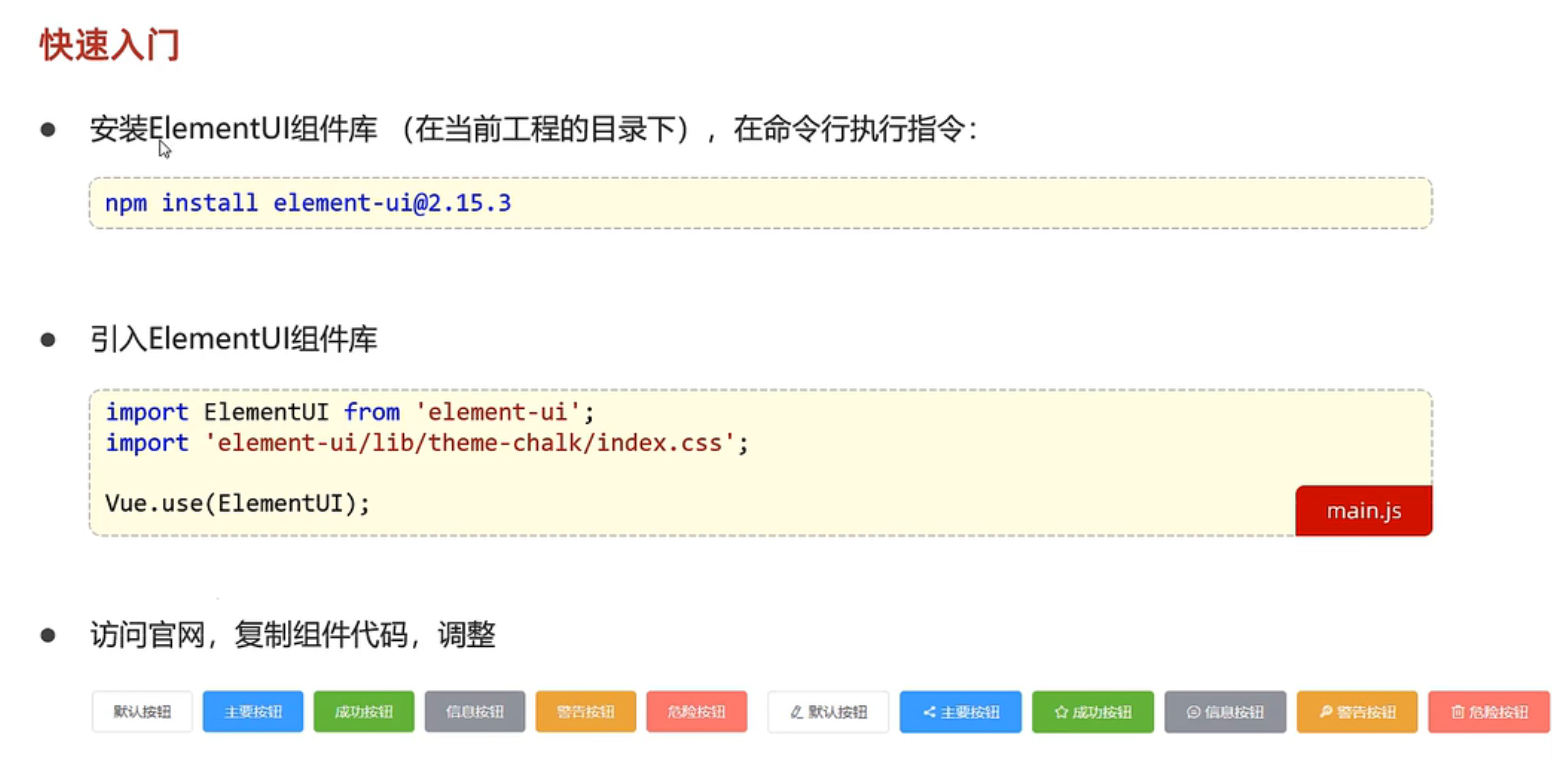 快速入门
安装ElementUI组件库 （在当前工程的目录下），在命令行执行指令：
npm install element-ui@2.15.3
引入ElementUI组件库
import ElementUI from 'element-ui';
import 'element-ui/lib/theme-chalk/index.css';
Vue.use(ElementUI);
main.js
访问官网，复制组件代码，调整
默认按钮 主要按钮 成功按钮 信息按钮 警告按钮 危险按钮 默认按钮 主要按钮 成功按钮 信息按钮 警告按钮 危险按钮